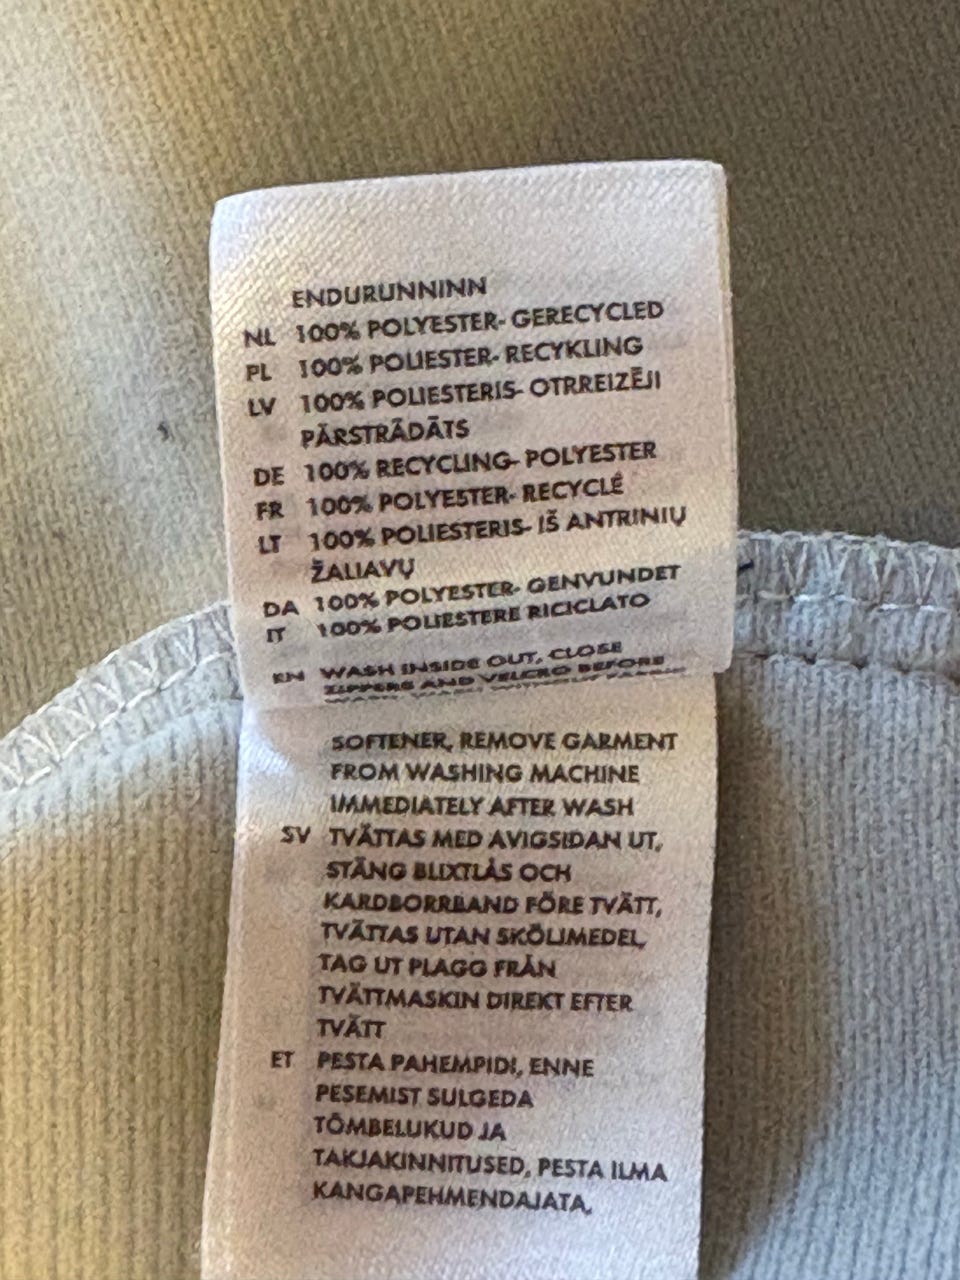 ENDURUNNINN
NL 100% POLYESTER- GERECYCLED
PL 100% POLIESTER- RECYKLING
LV 100% POLIESTERIS- OTRREIZĒJI
PĀRSTRĀDĀTS
DE 100% RECYCLING- POLYESTER
FR 100% POLYESTER- RECYCLÉ
LT 100% POLIESTERIS- IŠ ANTRINIŲ
ŽALIAVŲ
DA 100% POLYESTER- GENVUNDET
IT 100% POLIESTERE RICICLATO
EN WASH INSIDE OUT, CLOSE
ZIPPERS AND VELCRO BEFORE
WASH, WASH WITHOUT FABRIC
SOFTENER, REMOVE GARMENT
FROM WASHING MACHINE
IMMEDIATELY AFTER WASH
SV TVÄTTAS MED AVIGSIDAN UT,
STÄNG BLIXTLÅS OCH
KARDBORRBAND FÖRE TVÄTT,
TVÄTTAS UTAN SKÖLJMEDEL,
TAG UT PLAGG FRÅN
TVÄTTMASKIN DIREKT EFTER
TVÄTT
ET PESTA PAHEMPIDI, ENNE
PESEMIST SULGEDA
TÕMBELUKUD JA
TAKJAKINNITUSED, PESTA ILMA
KANGAPEHMENDAJATA,